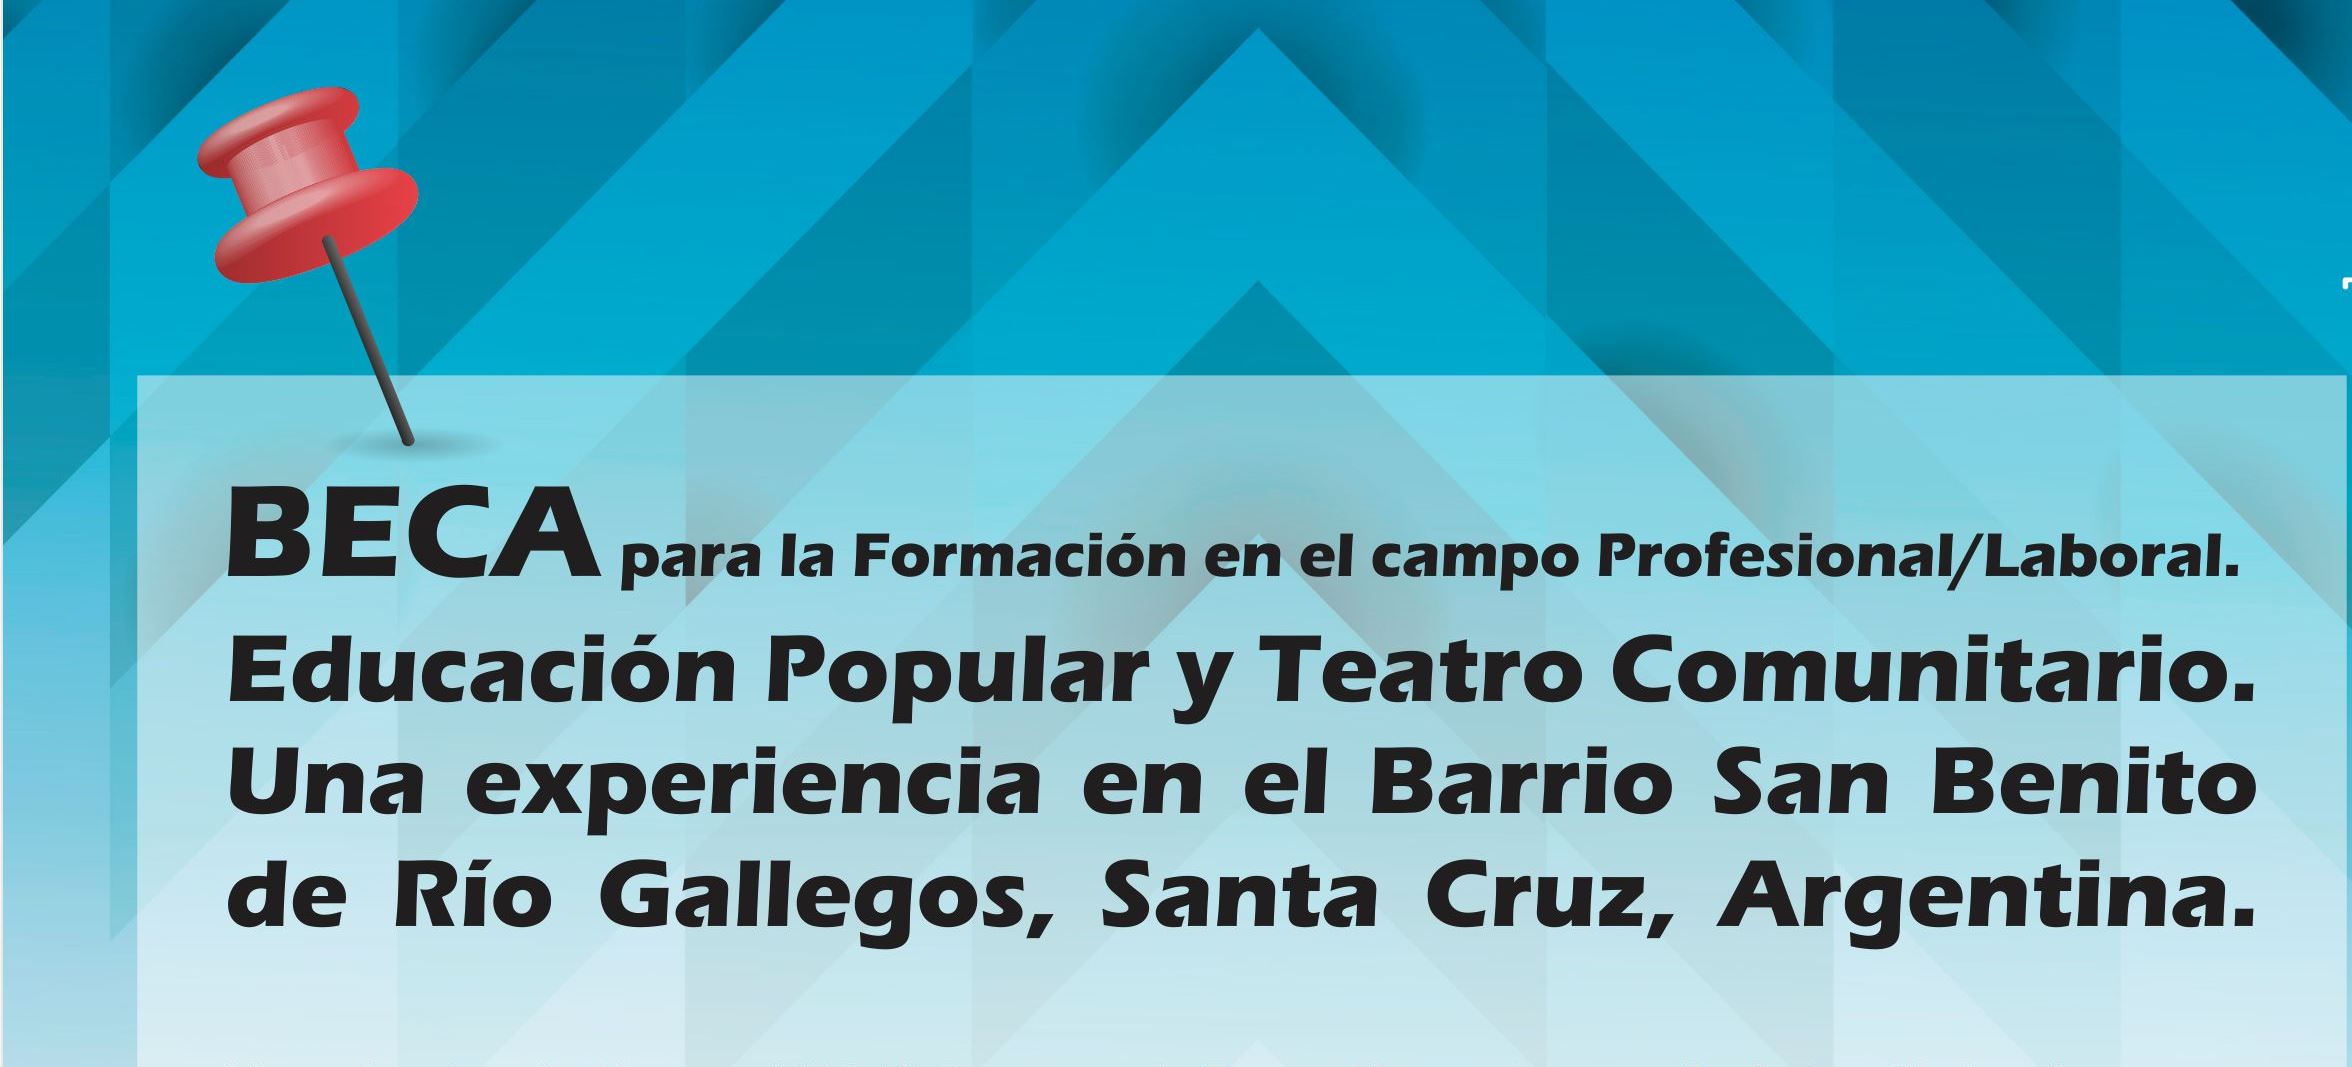 BECA para la Formación en el campo Profesional/Laboral.
Educación Popular y Teatro Comunitario.
Una experiencia en el Barrio San Benito
de Río Gallegos, Santa Cruz, Argentina.